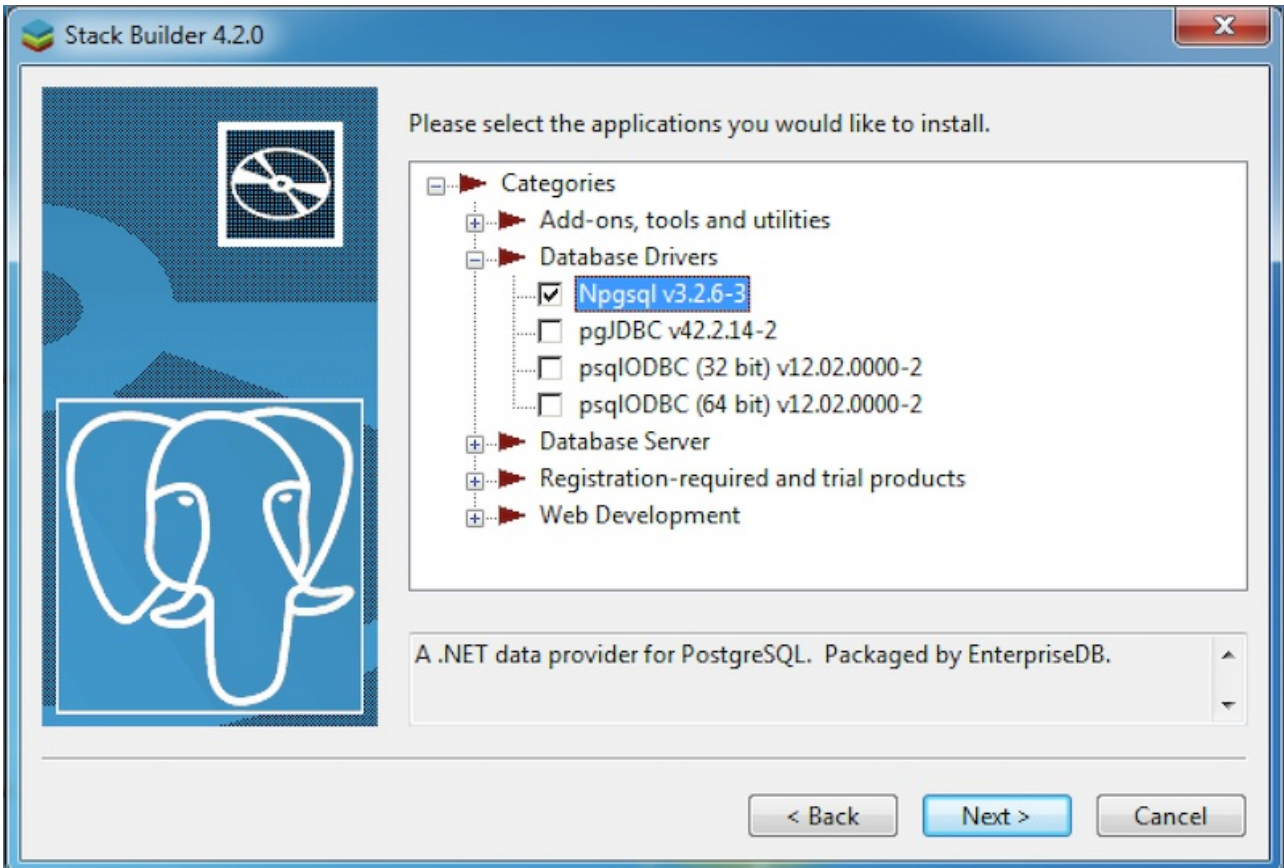 Stack Builder 4.2.0
Please select the applications you would like to install.
Categories
Add-ons, tools and utilities
Database Drivers
Npgsql v3.2.6-3
pgJDBC v42.2.14-2
psqlODBC (32 bit) v12.02.0000-2
psqlODBC (64 bit) v12.02.0000-2
Database Server
Registration-required and trial products
Web Development
A .NET data provider for PostgreSQL.  Packaged by EnterpriseDB.
< Back
Next >
Cancel